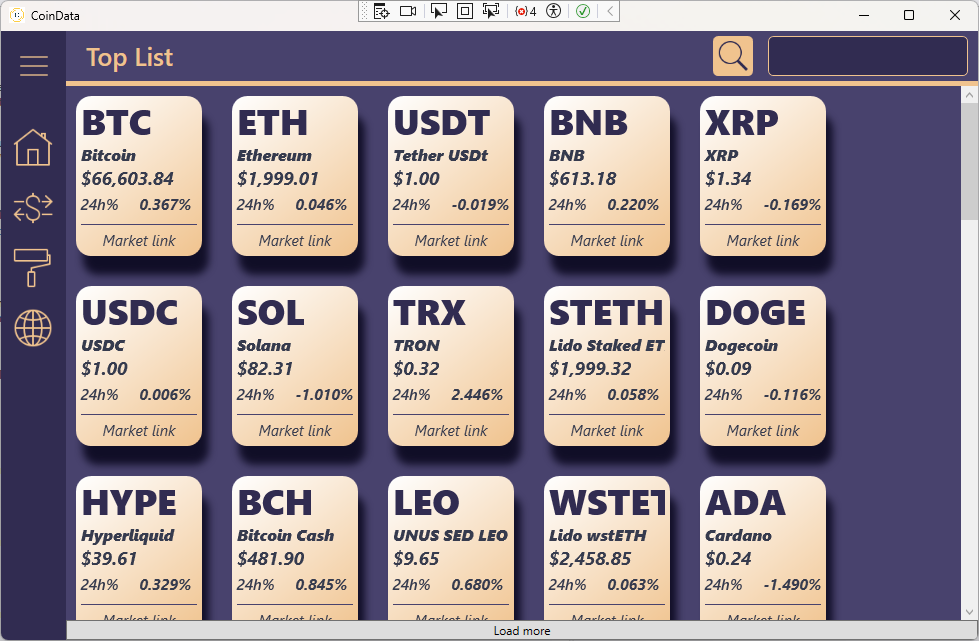 CoinData
4
Top List
BTC
Bitcoin
$66,603.84
24h% 0.367%
Market link
ETH
Ethereum
$1,999.01
24h% 0.046%
Market link
USDT
Tether USDt
$1.00
24h% -0.019%
Market link
BNB
BNB
$613.18
24h% 0.220%
Market link
XRP
XRP
$1.34
24h% -0.169%
Market link
USDC
USDC
$1.00
24h% 0.006%
Market link
SOL
Solana
$82.31
24h% -1.010%
Market link
TRX
TRON
$0.32
24h% 2.446%
Market link
STETH
Lido Staked ET
$1,999.32
24h% 0.058%
Market link
DOGE
Dogecoin
$0.09
24h% -0.116%
Market link
HYPE
Hyperliquid
$39.61
24h% 0.329%
Market link
BCH
Bitcoin Cash
$481.90
24h% 0.845%
Market link
LEO
UNUS SED LEO
$9.65
24h% 0.680%
Market link
WSTET
Lido wstETH
$2,458.85
24h% 0.063%
Market link
ADA
Cardano
$0.24
24h% -1.490%
Market link
Load more